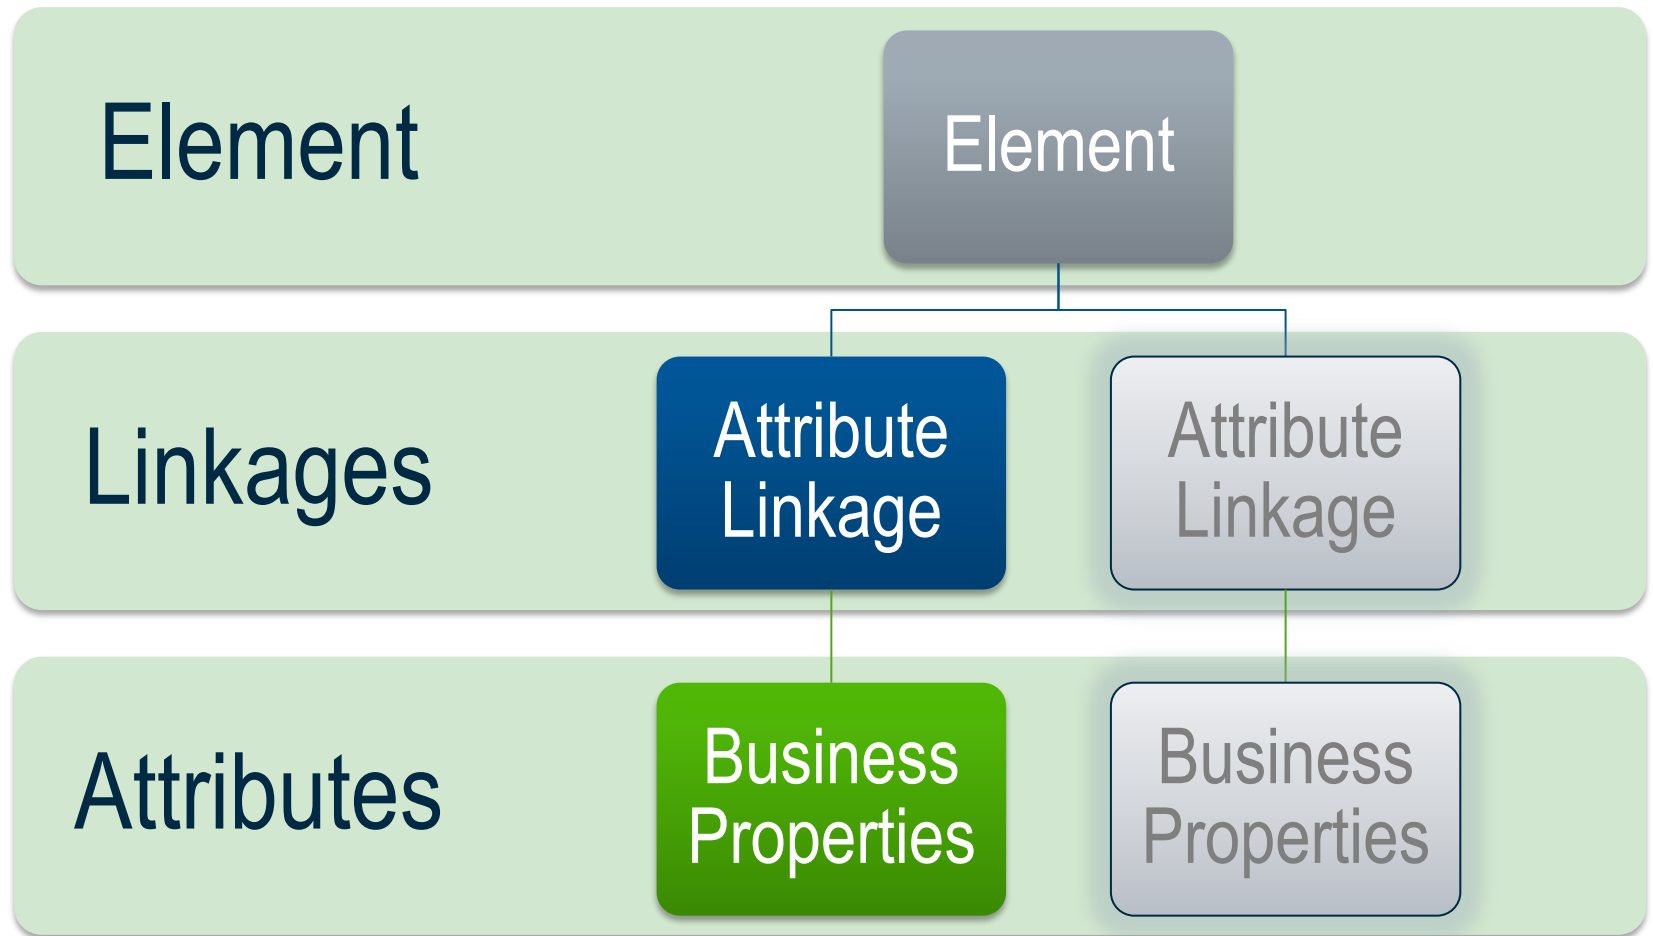 Element
Element
Linkages
Attribute
Linkage
Attribute
Linkage
Attributes
Business
Properties
Business
Properties